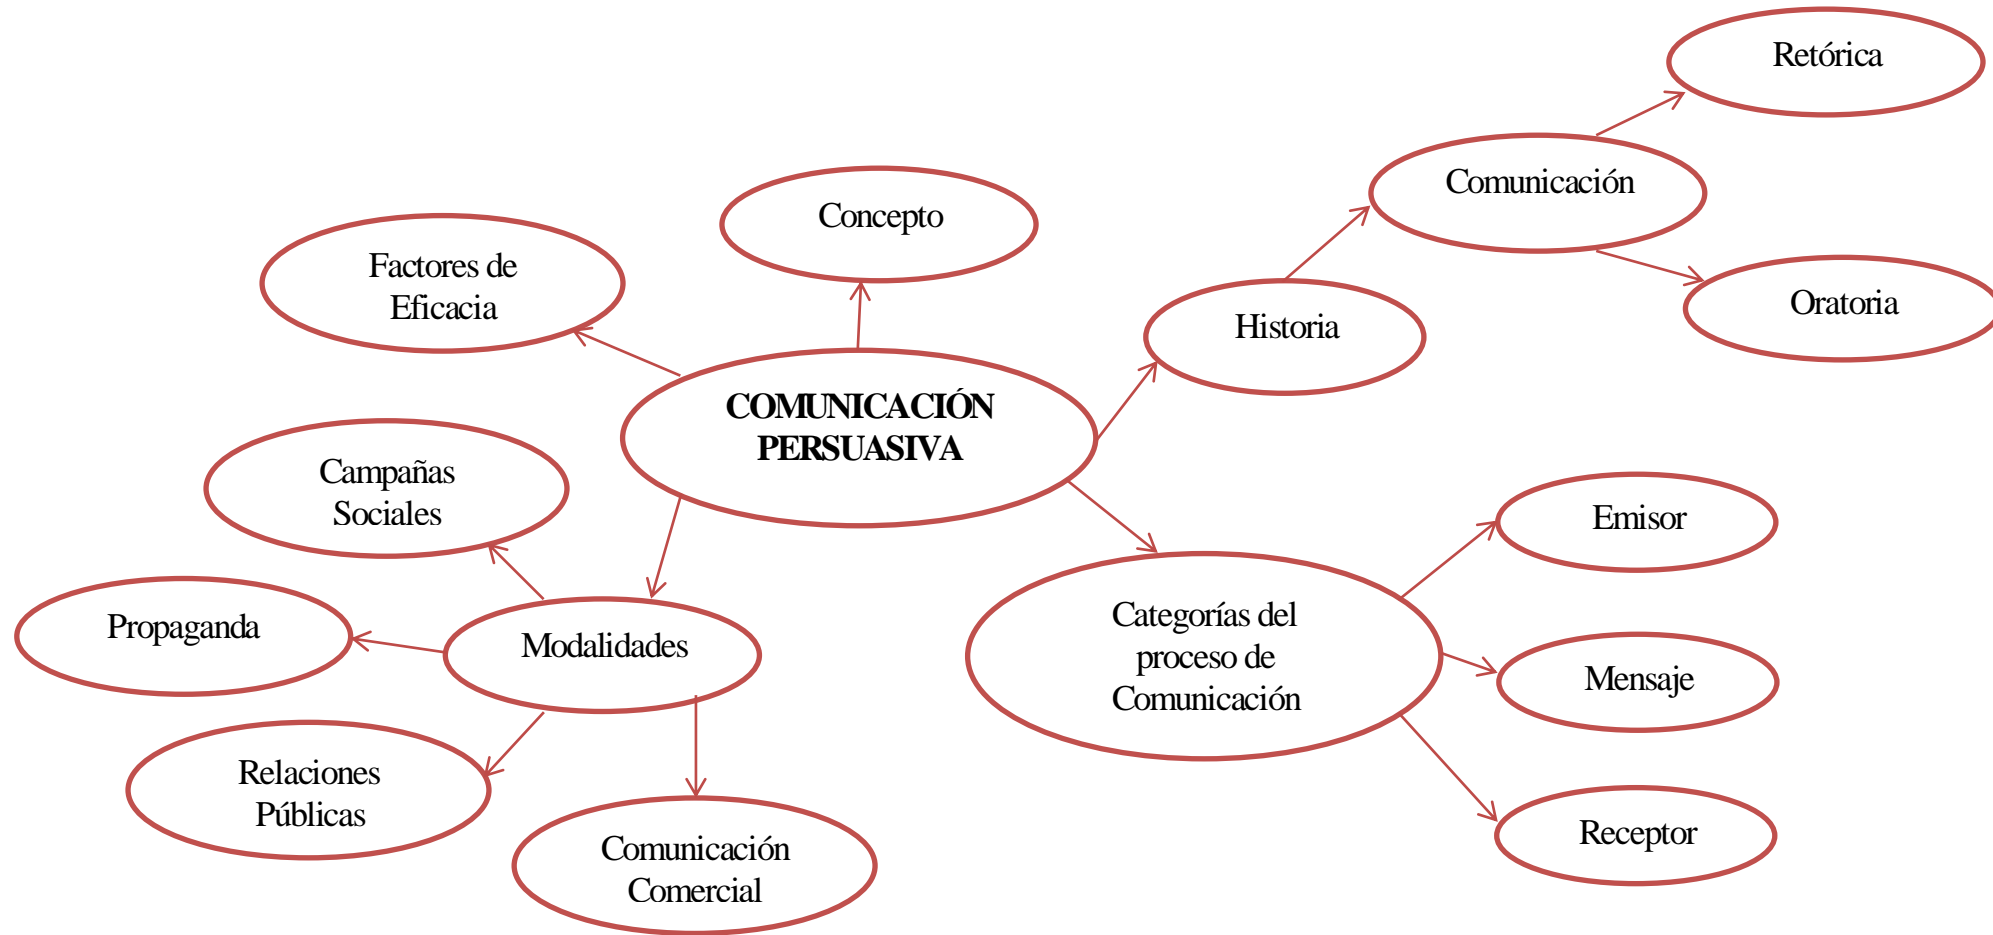 Retórica
Comunicación
Concepto
Factores de
Eficacia
Historia
Oratoria
COMUNICACIÓN
PERSUASIVA
Campañas
Sociales
Emisor
Propaganda
Modalidades
Categorías del
proceso de
Comunicación
Mensaje
Relaciones
Públicas
Receptor
Comunicación
Comercial